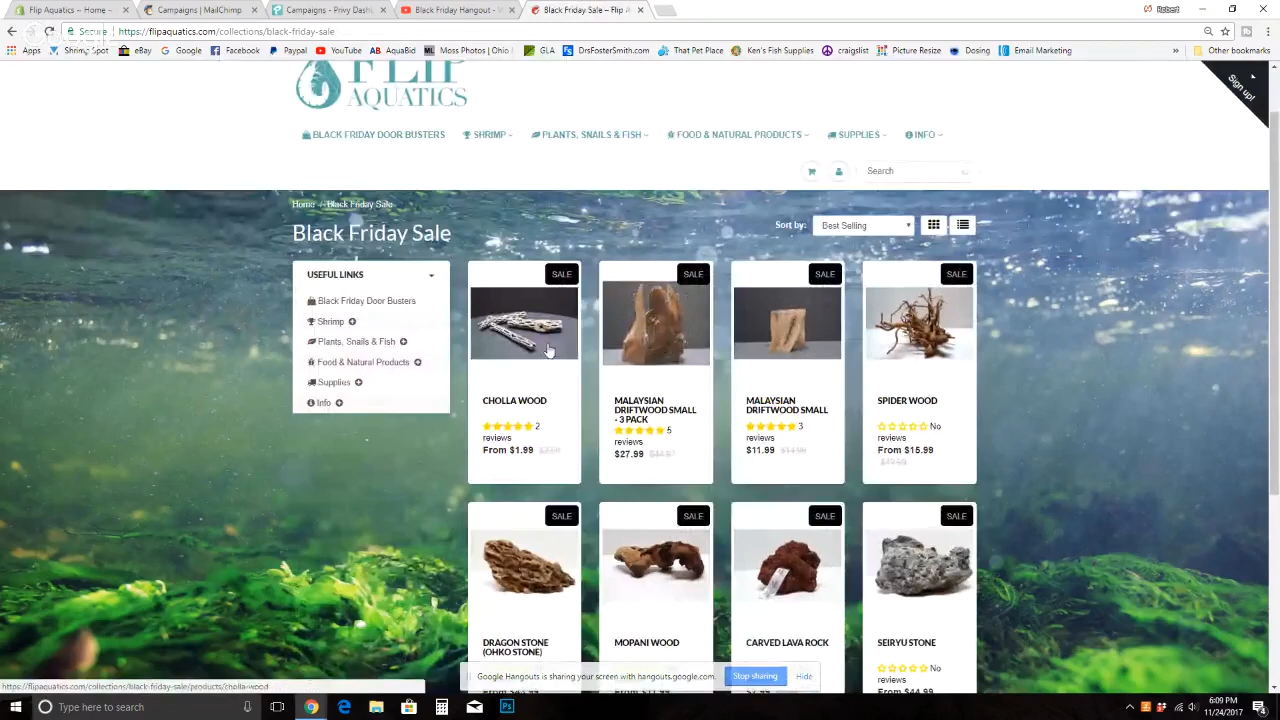 Flip Aquatics ~ Home -
Campaigns | MailChimp
Campaigns - Privy Dashb
Black Friday Hangout - V
Black Friday Sale – Flip A
Robert
Secure
https://flipaquatics.com/collections/black-friday-sale
Apps
ShrimpSpot
eBay
Google
Facebook
Paypal
YouTube
AquaBid
Moss Photos | Ohio
GLA
DrsFosterSmith.com
That Pet Place
Ken's Fish Supplies
craigslist
Picture Resize
Dosing
Email Marketing
Other bookmarks
FLIP
AQUATICS
Sign up!
BLACK FRIDAY DOOR BUSTERS
SHRIMP
PLANTS, SNAILS & FISH
FOOD & NATURAL PRODUCTS
SUPPLIES
INFO
Search
Home / Black Friday Sale
Black Friday Sale
Sort by:
Best Selling
USEFUL LINKS
Black Friday Door Busters
Shrimp
Plants, Snails & Fish
Food & Natural Products
Supplies
Info
SALE
CHOLLA WOOD
2
reviews
From $1.99
SALE
MALAYSIAN
DRIFTWOOD SMALL
- 3 PACK
5
reviews
$27.99
SALE
MALAYSIAN
DRIFTWOOD SMALL
3
reviews
$11.99 $14.99
SALE
SPIDER WOOD
No
reviews
From $15.99
$19.99
SALE
DRAGON STONE
(OHKO STONE)
SALE
MOPANI WOOD
SALE
CARVED LAVA ROCK
SALE
SEIRYU STONE
No
reviews
From $44.99
Google Hangouts is sharing your screen with hangouts.google.com.
Stop sharing
Hide
https://flipaquatics.com/collections/black-friday-sale/products/cholla-wood
Type here to search
6:09 PM
11/24/2017